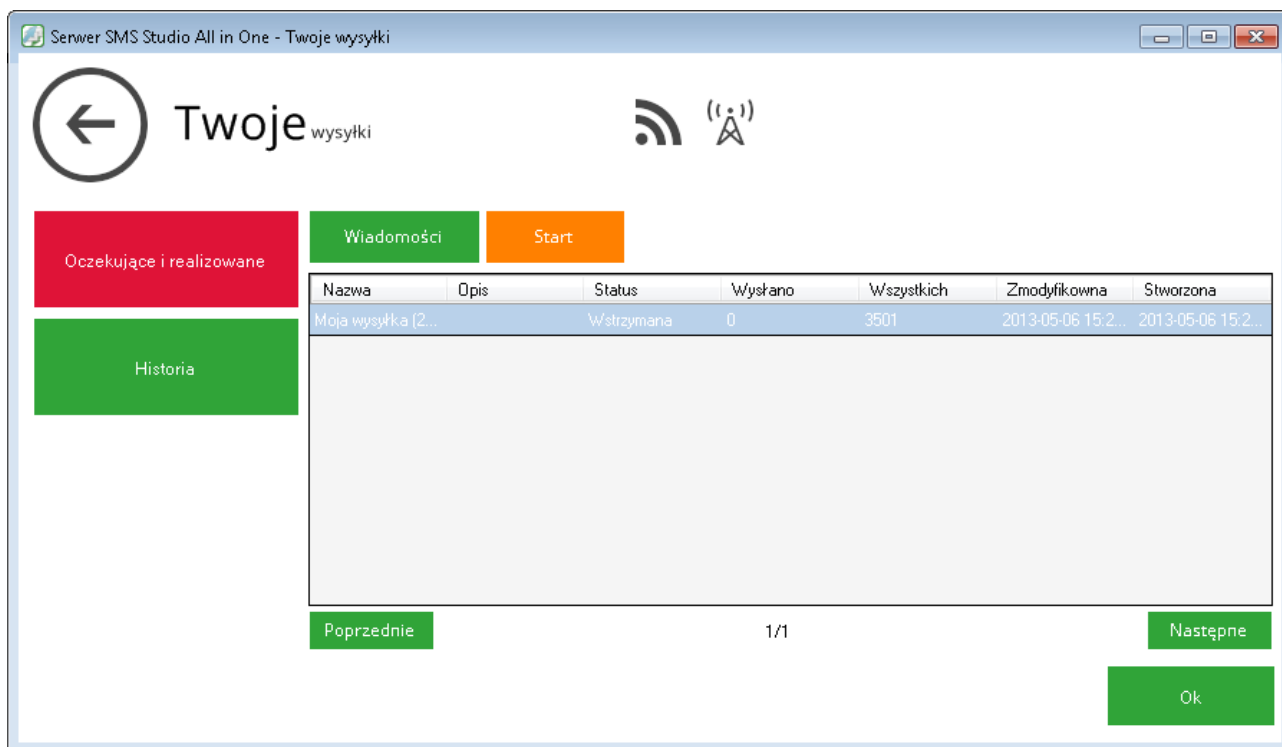 Serwer SMS Studio All in One - Twoje wysyłki
Twoje wysyłki
Oczekujące i realizowane
Historia
Wiadomości Start
Nazwa Opis Status Wysłano Wszystkich Zmodyfikowna Stworzona
Moja wysyłka (2... Wstrzymana 0 3501 2013-05-06 15:2... 2013-05-06 15:2...
Poprzednie 1/1 Następne
Ok